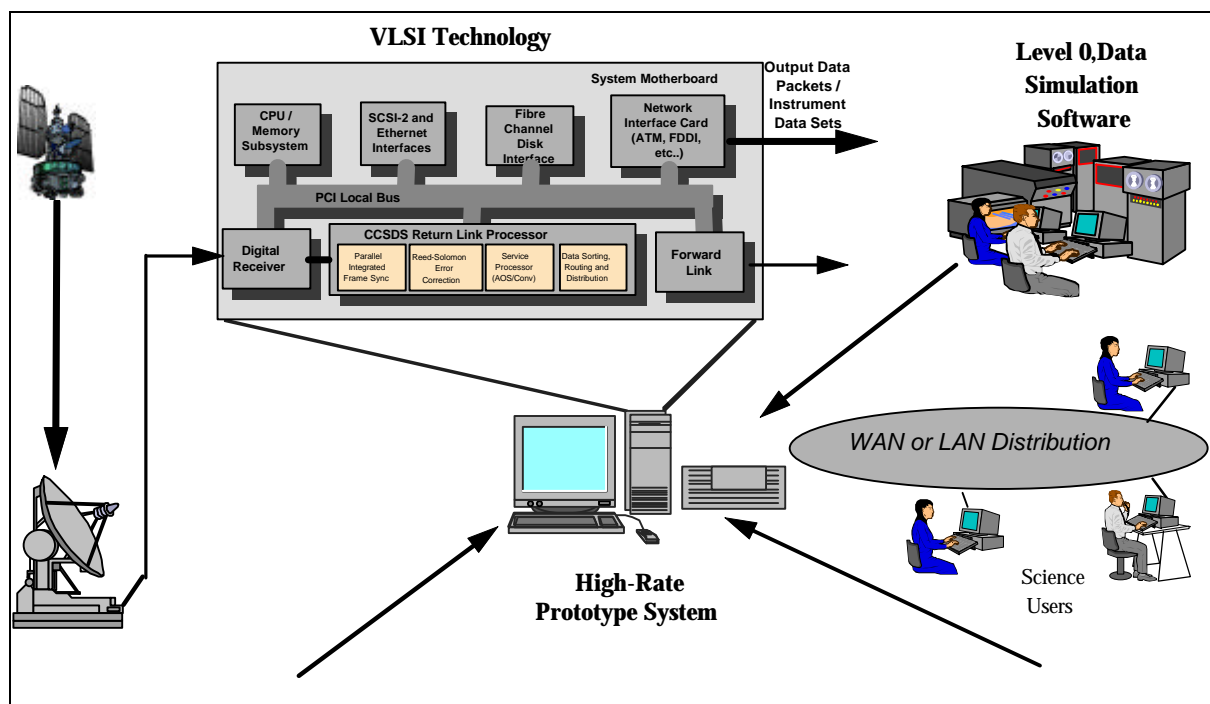 VLSI Technology
Level 0,Data
Simulation
Software
System Motherboard
Output Data
Packets /
Instrument
Data Sets
CPU /
Memory
Subsystem
SCSI-2 and
Ethernet
Interfaces
Fibre
Channel
Disk
Interface
Network
Interface Card
(ATM, FDDI,
etc..)
PCI Local Bus
Digital
Receiver
CCSDS Return Link Processor
Parallel
Integrated
Frame Sync
Reed-Solomon
Error
Correction
Service
Processor
(AOS/Conv)
Data Sorting,
Routing and
Distribution
Forward
Link
WAN or LAN Distribution
Science
Users
High-Rate
Prototype System